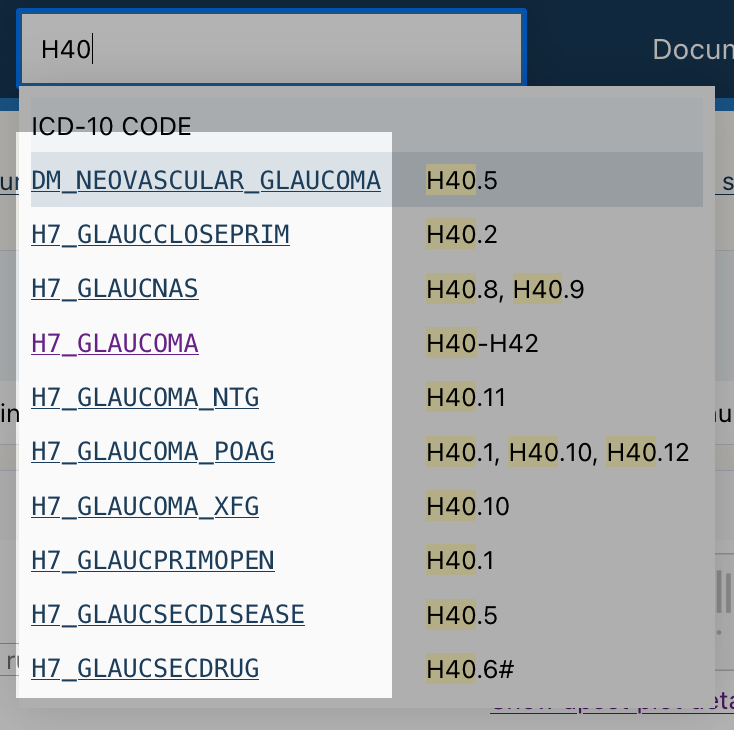 H40
Docum
ICD-10 CODE
DM_NEOVASCULAR_GLAUCOMA H40.5
H7_GLAUCCLOSEPRIM H40.2
H7_GLAUCNAS H40.8, H40.9
H7_GLAUCOMA H40-H42
H7_GLAUCOMA_NTG H40.11
H7_GLAUCOMA_POAG H40.1, H40.10, H40.12
H7_GLAUCOMA_XFG H40.10
H7_GLAUCPRIMOPEN H40.1
H7_GLAUCSECDISEASE H40.5
H7_GLAUCSECDRUG H40.6#